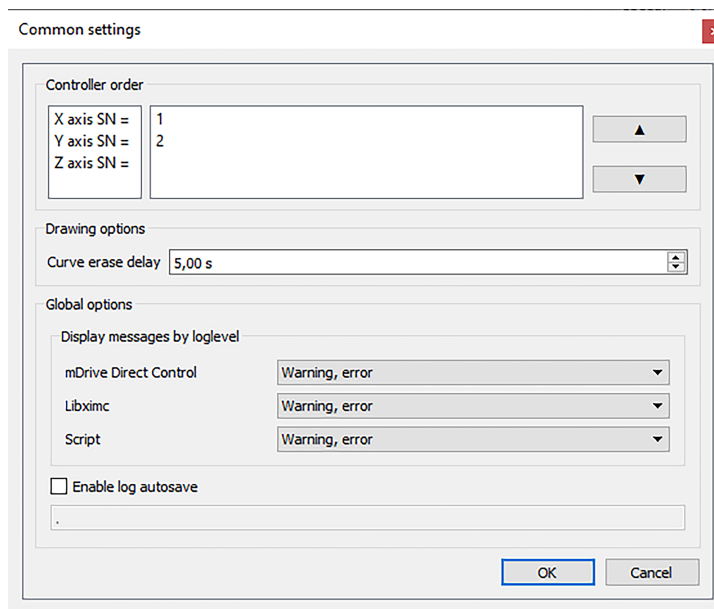 Common settings
Controller order
X axis SN = 1
Y axis SN = 2
Z axis SN =
▲
▼
Drawing options
Curve erase delay 5,00 s
Global options
Display messages by loglevel
mDrive Direct Control Warning, error
Libximc Warning, error
Script Warning, error
Enable log autosave
.
OK Cancel